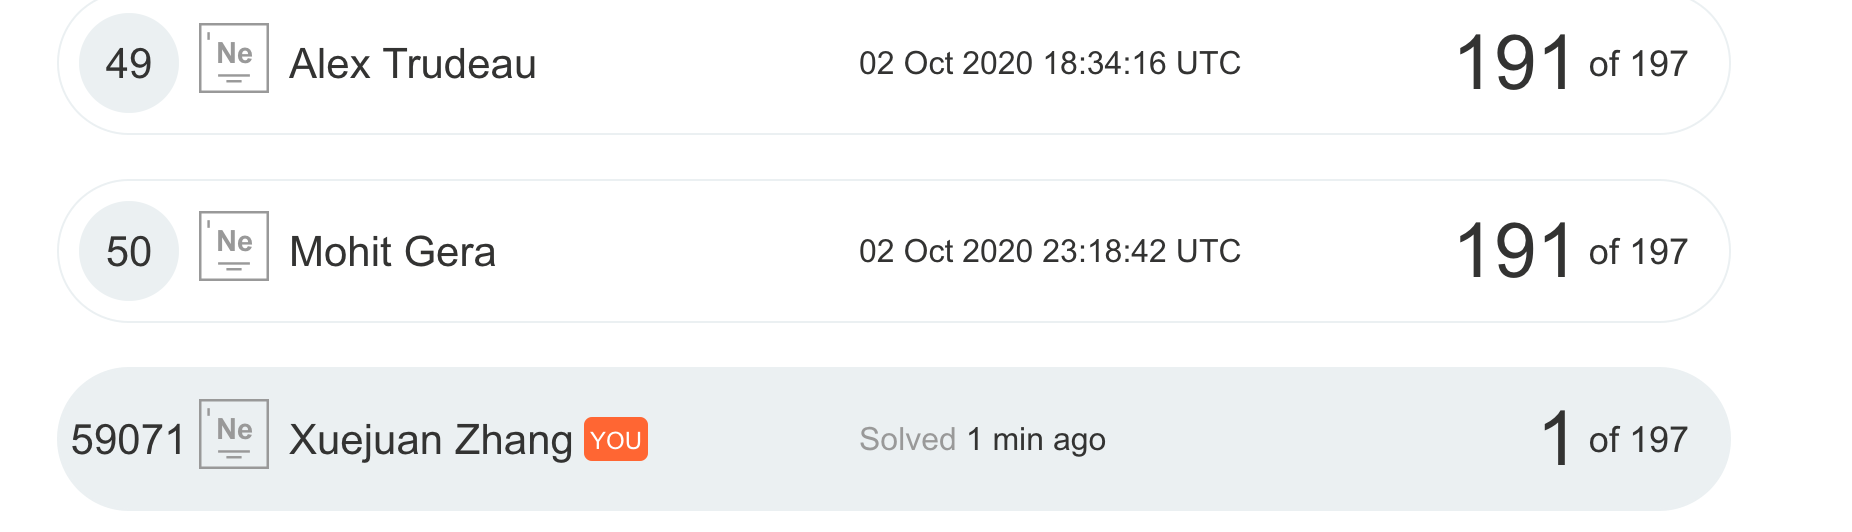 49 Ne Alex Trudeau 02 Oct 2020 18:34:16 UTC 191 of 197
50 Ne Mohit Gera 02 Oct 2020 23:18:42 UTC 191 of 197
59071 Ne Xuejuan Zhang YOU Solved 1 min ago 1 of 197